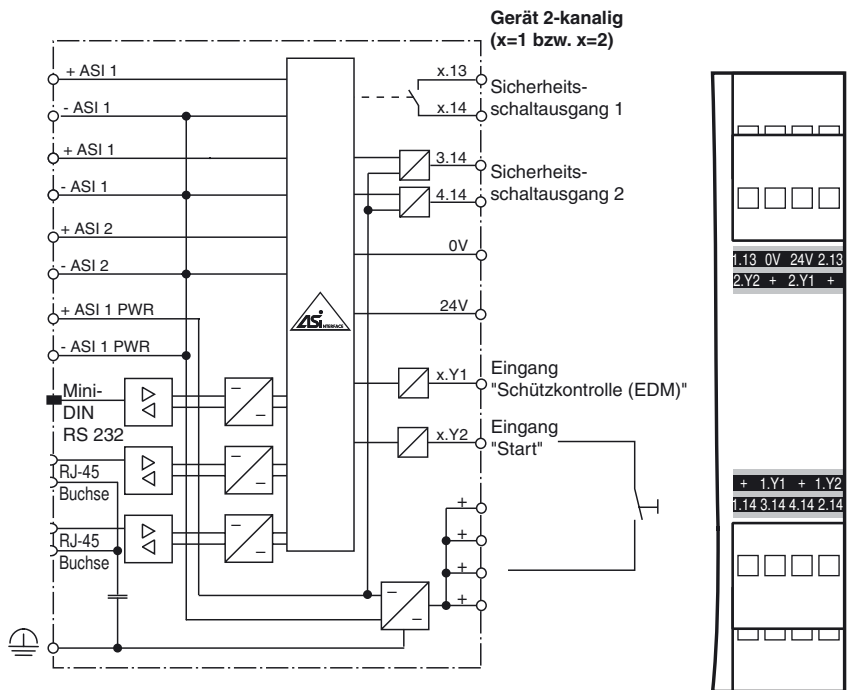 Gerät 2-kanalig
(x=1 bzw. x=2)
+ ASI 1
- ASI 1
+ ASI 1
- ASI 1
+ ASI 2
- ASI 2
+ ASI 1 PWR
- ASI 1 PWR
Mini-
DIN
RS 232
RJ-45
Buchse
RJ-45
Buchse
ASi
INTERFACE
x.13
x.14
Sicherheits-
schaltausgang 1
3.14
4.14
Sicherheits-
schaltausgang 2
0V
24V
x.Y1
Eingang
"Schützkontrolle (EDM)"
x.Y2
Eingang
"Start"
+
+
+
+
1.13 0V 24V 2.13
2.Y2 + 2.Y1 +
+ 1.Y1 + 1.Y2
1.14 3.14 4.14 2.14